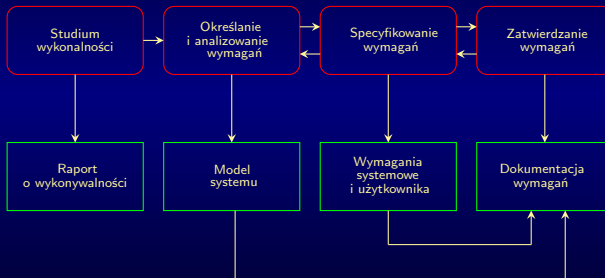 Studium
wykonalności
Określanie
i analizowanie
wymagań
Specyfikowanie
wymagań
Zatwierdzanie
wymagań
Raport
o wykonywalności
Model
systemu
Wymagania
systemowe
i użytkownika
Dokumentacja
wymagań